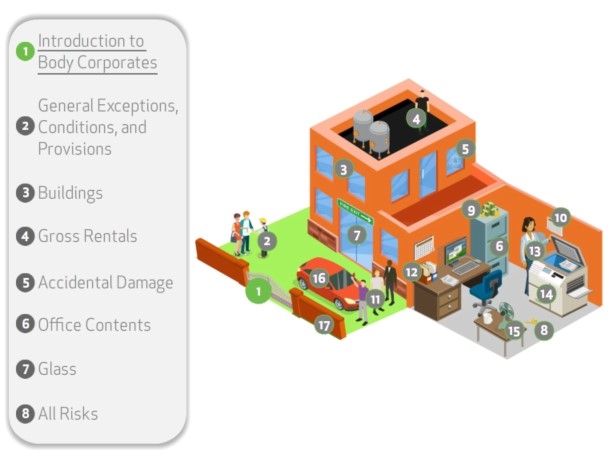 1 Introduction to
Body Corporates
General Exceptions,
2 Conditions, and
Provisions
3 Buildings
4 Gross Rentals
5 Accidental Damage
6 Office Contents
7 Glass
8 All Risks
4
3
5
9
10
2
7
6
13
12
16
1
11
14
17
15
8